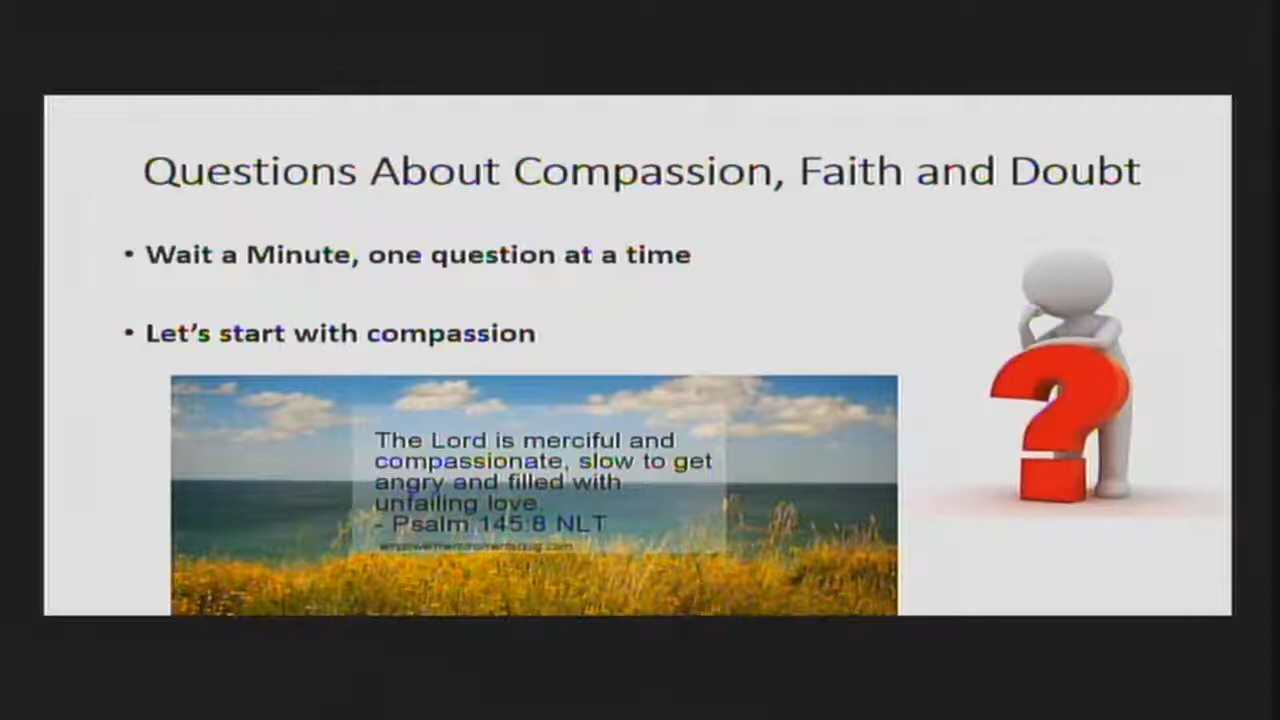 Questions About Compassion, Faith and Doubt
• Wait a Minute, one question at a time
• Let's start with compassion
The Lord is merciful and
compassionate, slow to get
angry and filled with
unfailing love.
- Psalm 145:8 NLT
?